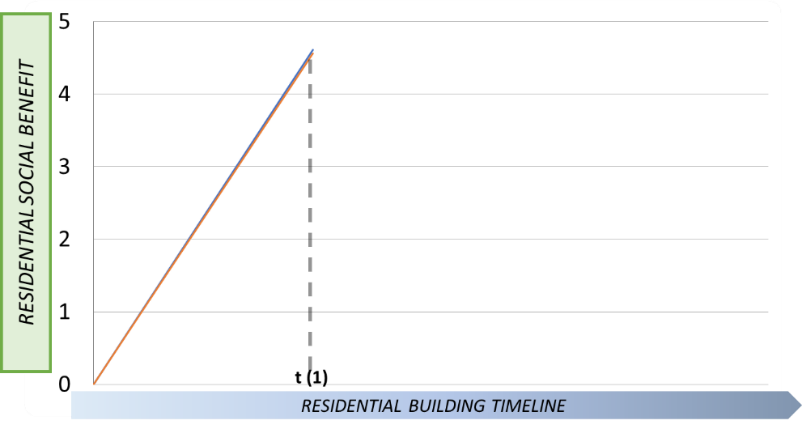 RESIDENTIAL SOCIAL BENEFIT
5
4
3
2
1
0
t (1)
RESIDENTIAL BUILDING TIMELINE